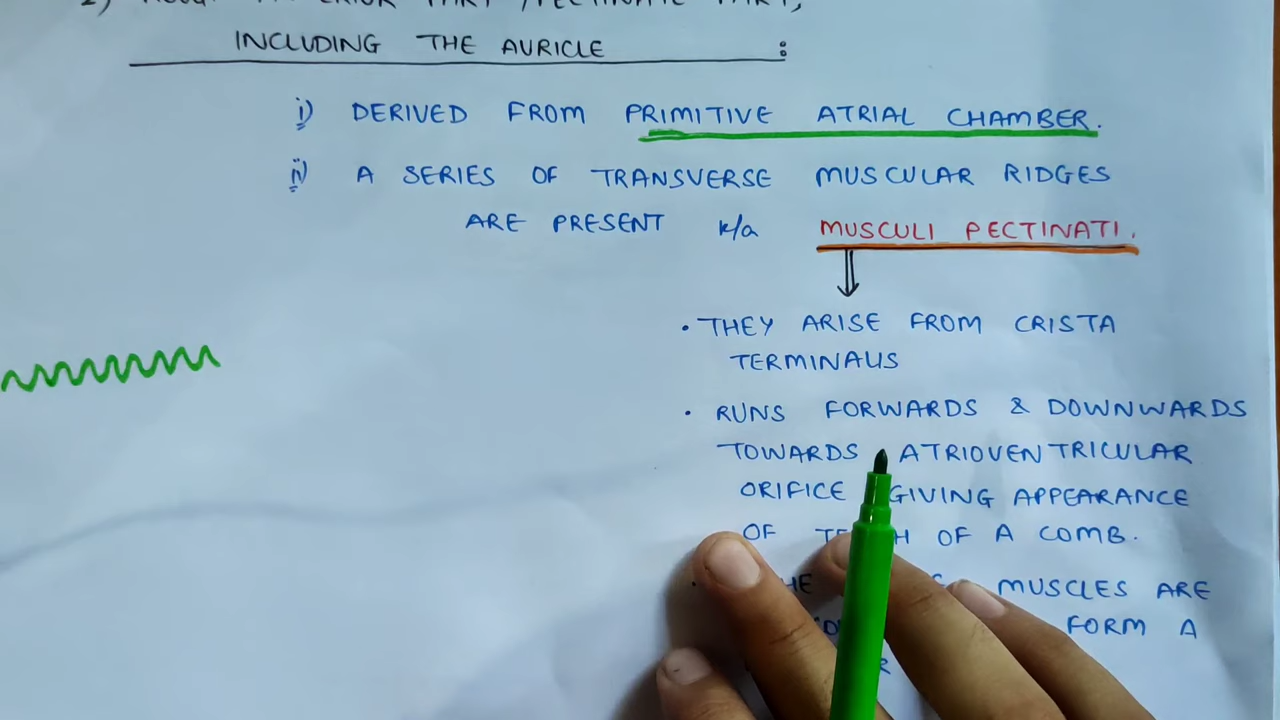 PART,
INCLUDING THE AURICLE :
i) DERIVED FROM PRIMITIVE ATRIAL CHAMBER.
ii) A SERIES OF TRANSVERSE MUSCULAR RIDGES
ARE PRESENT k/a MUSCULI PECTINATI.
• THEY ARISE FROM CRISTA
TERMINALIS
• RUNS FORWARDS & DOWNWARDS
TOWARDS ATRIOVENTRICULAR
ORIFICE GIVING APPEARANCE
OF OF A COMB.
MUSCLES ARE
FORM A